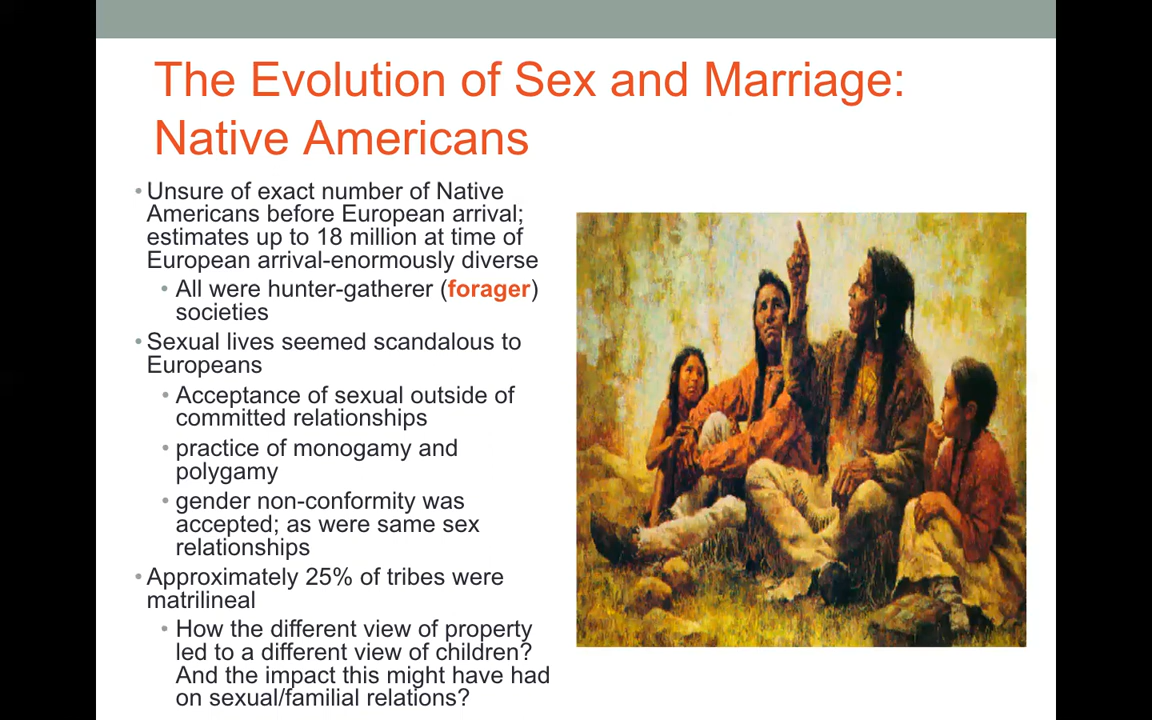 The Evolution of Sex and Marriage:
Native Americans
•Unsure of exact number of Native
Americans before European arrival;
estimates up to 18 million at time of
European arrival-enormously diverse
• All were hunter-gatherer (forager)
societies
•Sexual lives seemed scandalous to
Europeans
• Acceptance of sexual outside of
committed relationships
• practice of monogamy and
polygamy
• gender non-conformity was
accepted; as were same sex
relationships
•Approximately 25% of tribes were
matrilineal
• How the different view of property
led to a different view of children?
And the impact this might have had
on sexual/familial relations?